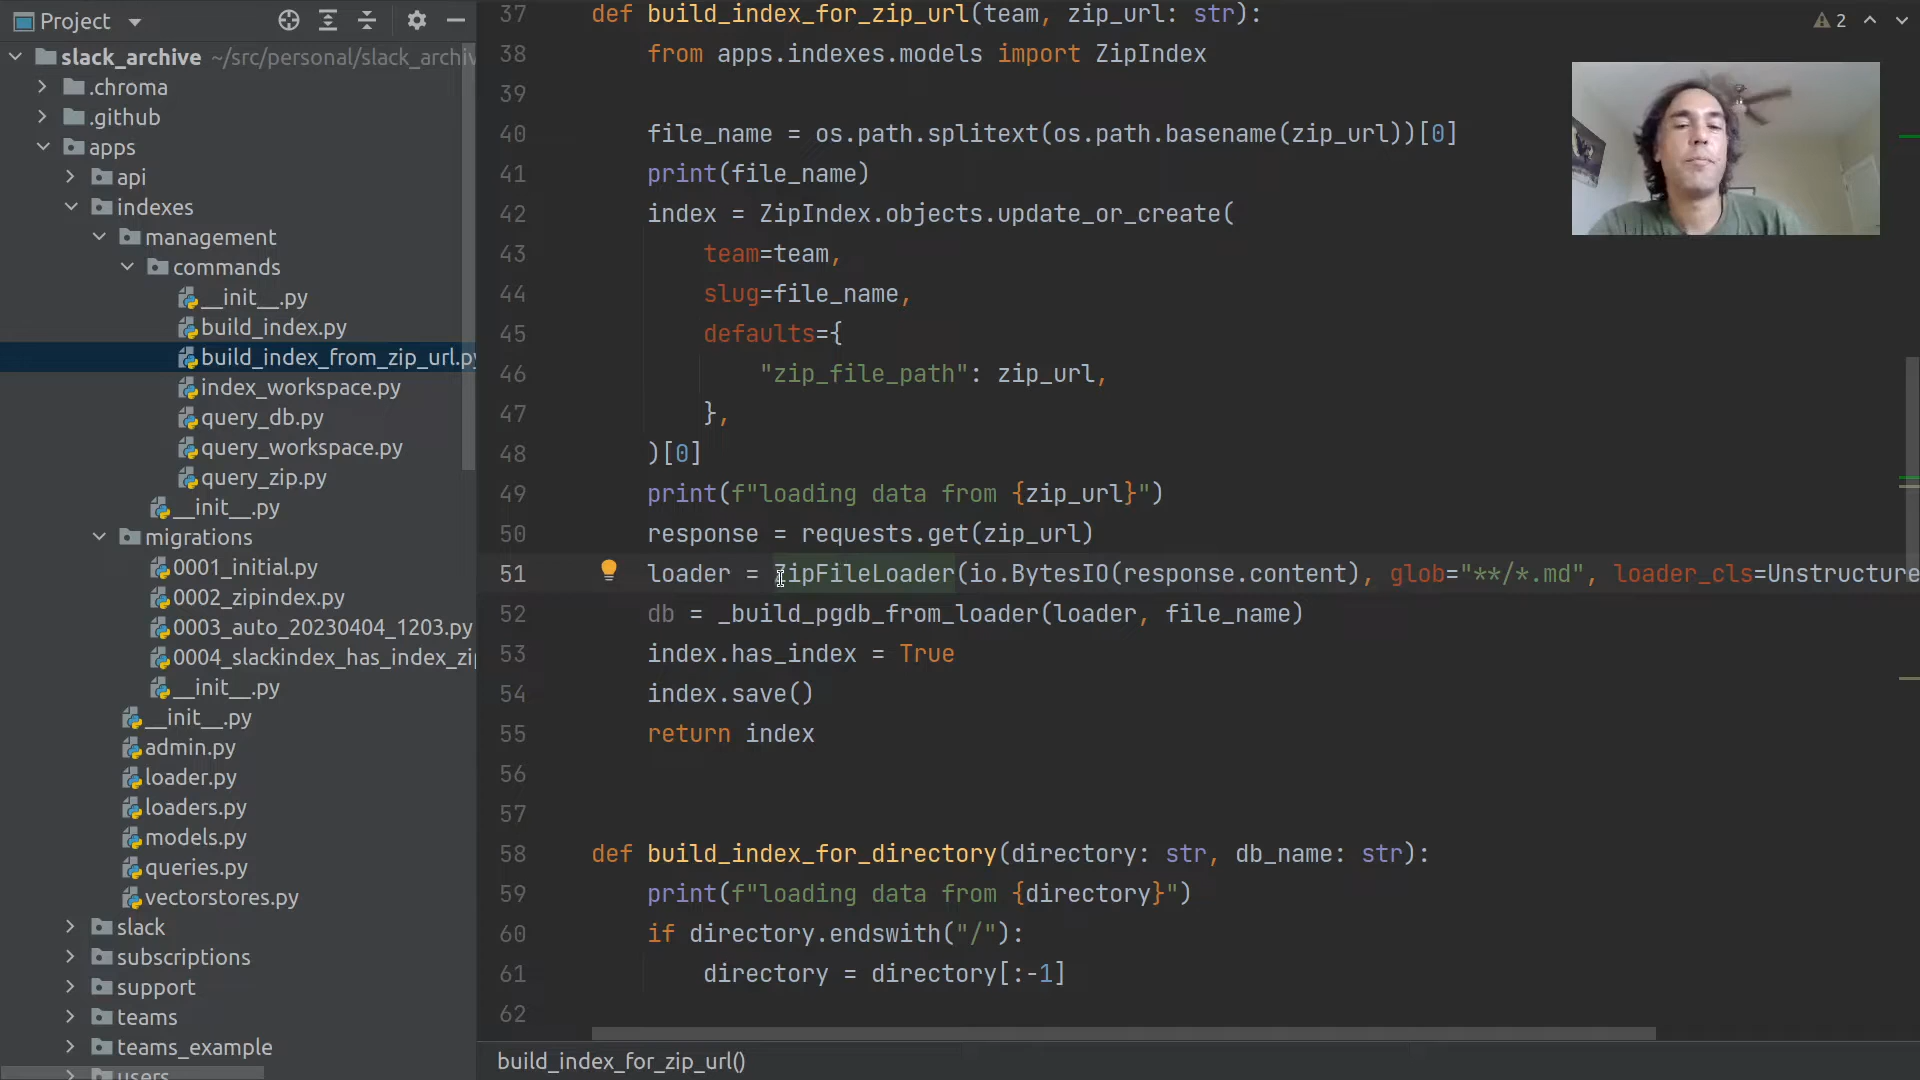 Project
slack_archive ~/src/personal/slack_archiv
.chroma
.github
apps
api
indexes
management
commands
__init__.py
build_index.py
build_index_from_zip_url.py
index_workspace.py
query_db.py
query_workspace.py
query_zip.py
__init__.py
migrations
0001_initial.py
0002_zipindex.py
0003_auto_20230404_1203.py
0004_slackindex_has_index_zi
__init__.py
__init__.py
admin.py
loader.py
loaders.py
models.py
queries.py
vectorstores.py
slack
subscriptions
support
teams
teams_example
users
2
37 def build_index_for_zip_url(team, zip_url: str):
38 from apps.indexes.models import ZipIndex
39
40 file_name = os.path.splitext(os.path.basename(zip_url))[0]
41 print(file_name)
42 index = ZipIndex.objects.update_or_create(
43 team=team,
44 slug=file_name,
45 defaults={
46 "zip_file_path": zip_url,
47 },
48 )[0]
49 print(f"loading data from {zip_url}")
50 response = requests.get(zip_url)
51 loader = ZipFileLoader(io.BytesIO(response.content), glob="**/*.md", loader_cls=Unstructure
52 db = _build_pgdb_from_loader(loader, file_name)
53 index.has_index = True
54 index.save()
55 return index
56
57
58 def build_index_for_directory(directory: str, db_name: str):
59 print(f"loading data from {directory}")
60 if directory.endswith("/"):
61 directory = directory[:-1]
62
build_index_for_zip_url()